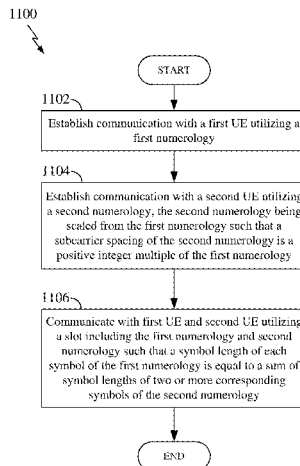 1100
START
1102
Establish communication with a first UE utilizing a
first numerology
1104
Establish communication with a second UE utilizing
a second numerology, the second numerology being
scaled from the first numerology such that a
subcarrier spacing of the second numerology is a
positive integer multiple of the first numerology
1106
Communicate with first UE and second UE utilizing
a slot including the first numerology and second
numerology such that a symbol length of each
symbol of the first numerology is equal to a sum of
symbol lengths of two or more corresponding
symbols of the second numerology
END